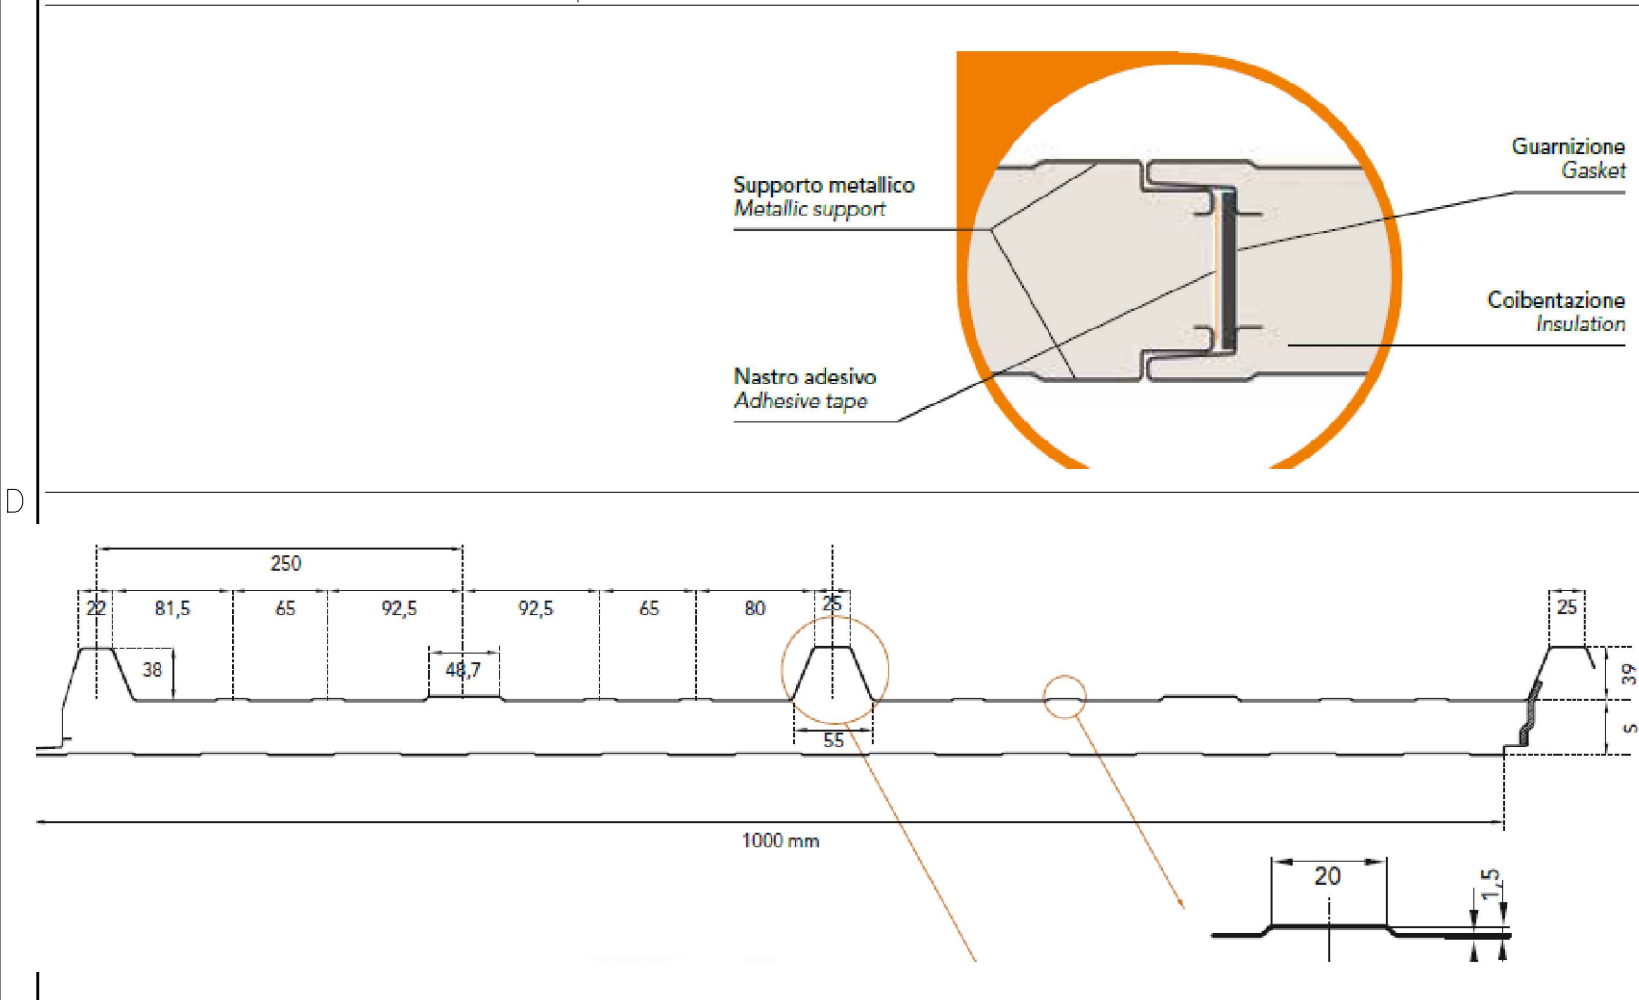 Guarnizione
Gasket
Supporto metallico
Metallic support
Coibentazione
Insulation
Nastro adesivo
Adhesive tape
D
250
22 81,5 65 92,5 92,5 65 80 25 25
38 48,7 39
55 S
1000 mm
20 1,5